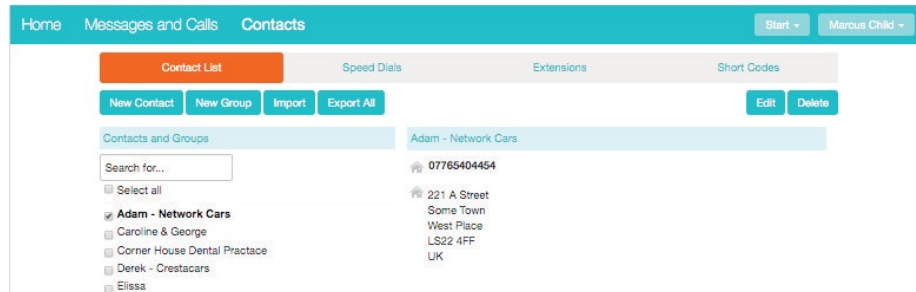 Home Messages and Calls Contacts Start Marcus Child
Contact List Speed Dials Extensions Short Codes
New Contact New Group Import Export All Edit Delete
Contacts and Groups
Search for...
Select all
Adam - Network Cars
Caroline & George
Corner House Dental Practace
Derek - Crestacars
Elissa
Adam - Network Cars
07765404454
221 A Street
Some Town
West Place
LS22 4FF
UK